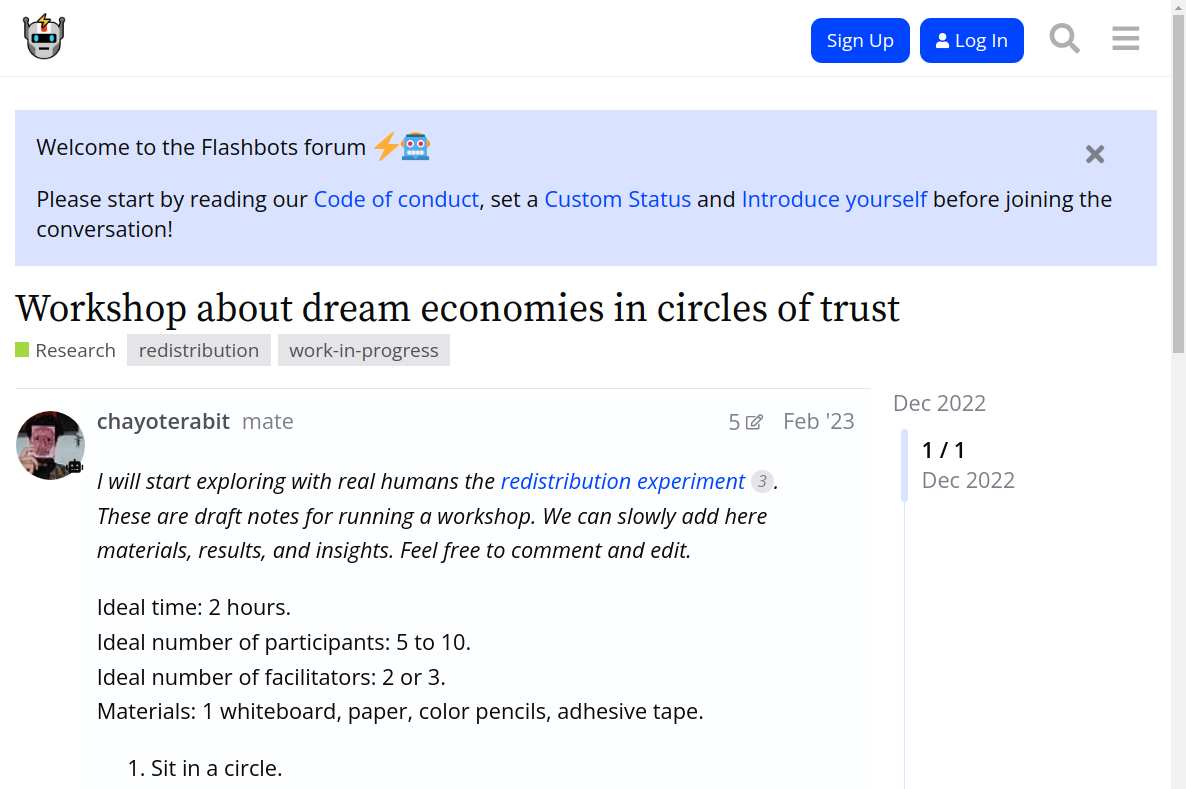 Sign Up
Log In
Welcome to the Flashbots forum
Please start by reading our Code of conduct, set a Custom Status and Introduce yourself before joining the
conversation!
Workshop about dream economies in circles of trust
Research redistribution work-in-progress
chayoterabit mate 5 Feb '23
Dec 2022
1 / 1
Dec 2022
I will start exploring with real humans the redistribution experiment 3.
These are draft notes for running a workshop. We can slowly add here
materials, results, and insights. Feel free to comment and edit.
Ideal time: 2 hours.
Ideal number of participants: 5 to 10.
Ideal number of facilitators: 2 or 3.
Materials: 1 whiteboard, paper, color pencils, adhesive tape.
1. Sit in a circle.